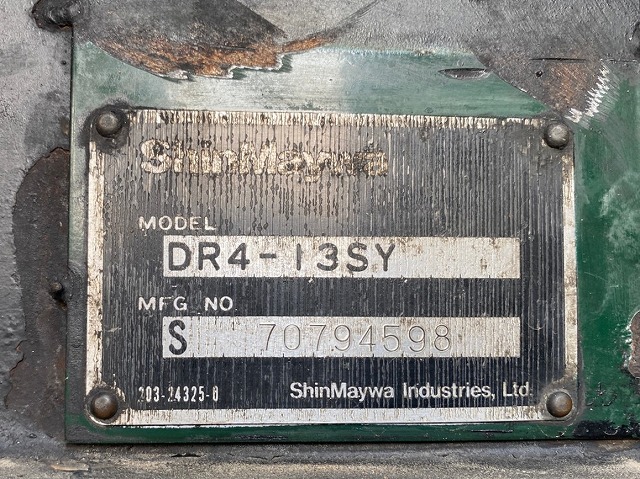 ShinMaywa
MODEL
DR4-13SY
MFG NO
S 70794598
203-24325-0 ShinMaywa Industries, Ltd.